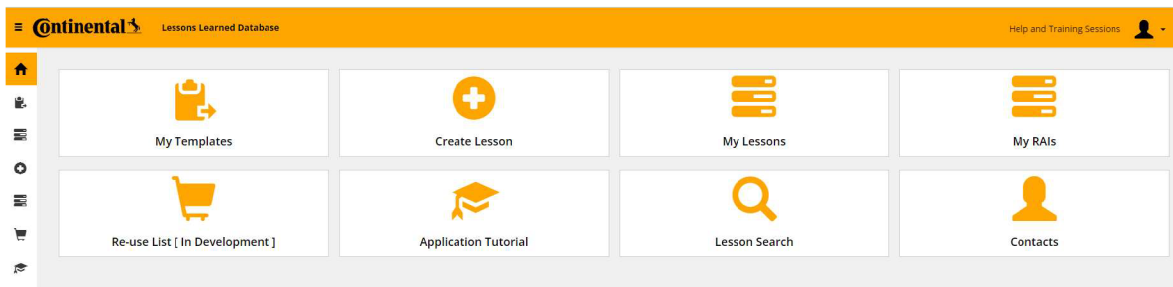 Continental Lessons Learned Database Help and Training Sessions
My Templates Create Lesson My Lessons My RAIs
Re-use List [ In Development ] Application Tutorial Lesson Search Contacts